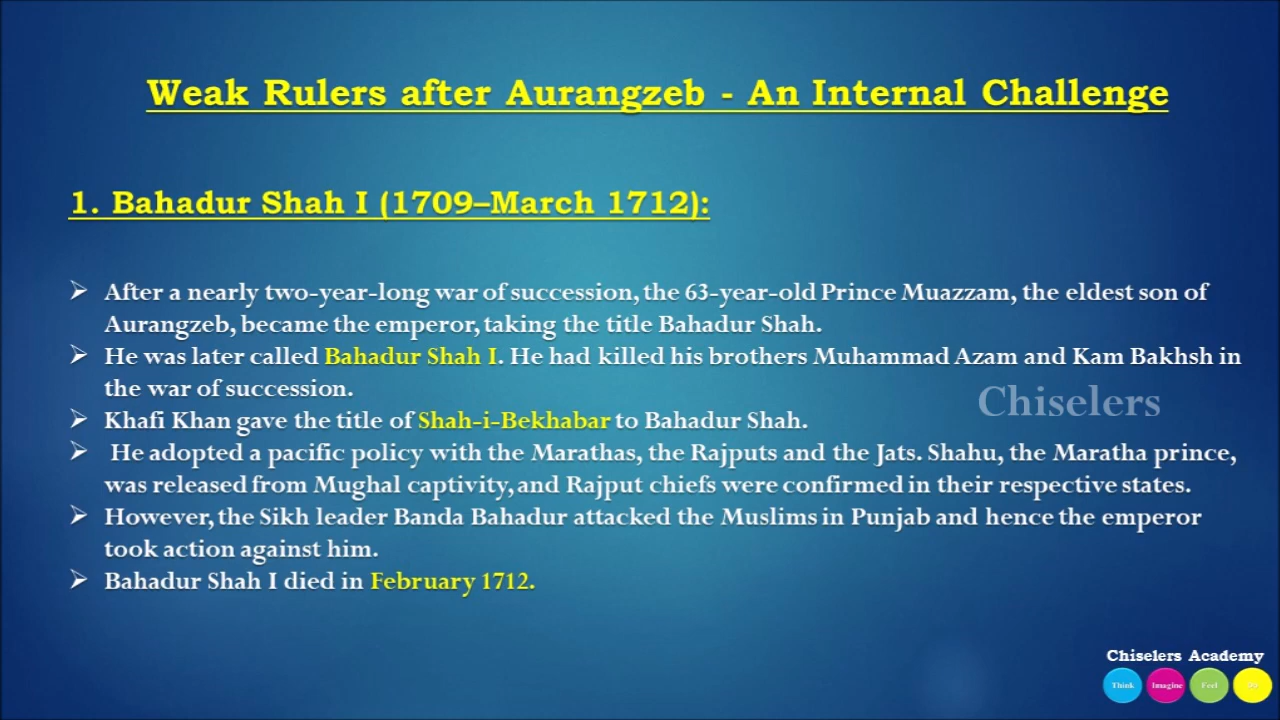 Weak Rulers after Aurangzeb - An Internal Challenge
1. Bahadur Shah I (1709–March 1712):
➢ After a nearly two-year-long war of succession, the 63-year-old Prince Muazzam, the eldest son of
Aurangzeb, became the emperor, taking the title Bahadur Shah.
➢ He was later called Bahadur Shah I. He had killed his brothers Muhammad Azam and Kam Bakhsh in
the war of succession.
Chiselers
➢ Khafi Khan gave the title of Shah-i-Bekhabar to Bahadur Shah.
➢ He adopted a pacific policy with the Marathas, the Rajputs and the Jats. Shahu, the Maratha prince,
was released from Mughal captivity, and Rajput chiefs were confirmed in their respective states.
➢ However, the Sikh leader Banda Bahadur attacked the Muslims in Punjab and hence the emperor
took action against him.
➢ Bahadur Shah I died in February 1712.
Chiselers Academy
Think Imagine Feel